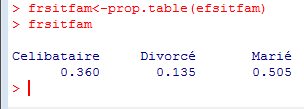 > frsitfam<-prop.table(efsitfam)
> frsitfam
Celibataire Divorcé Marié
0.360 0.135 0.505
>